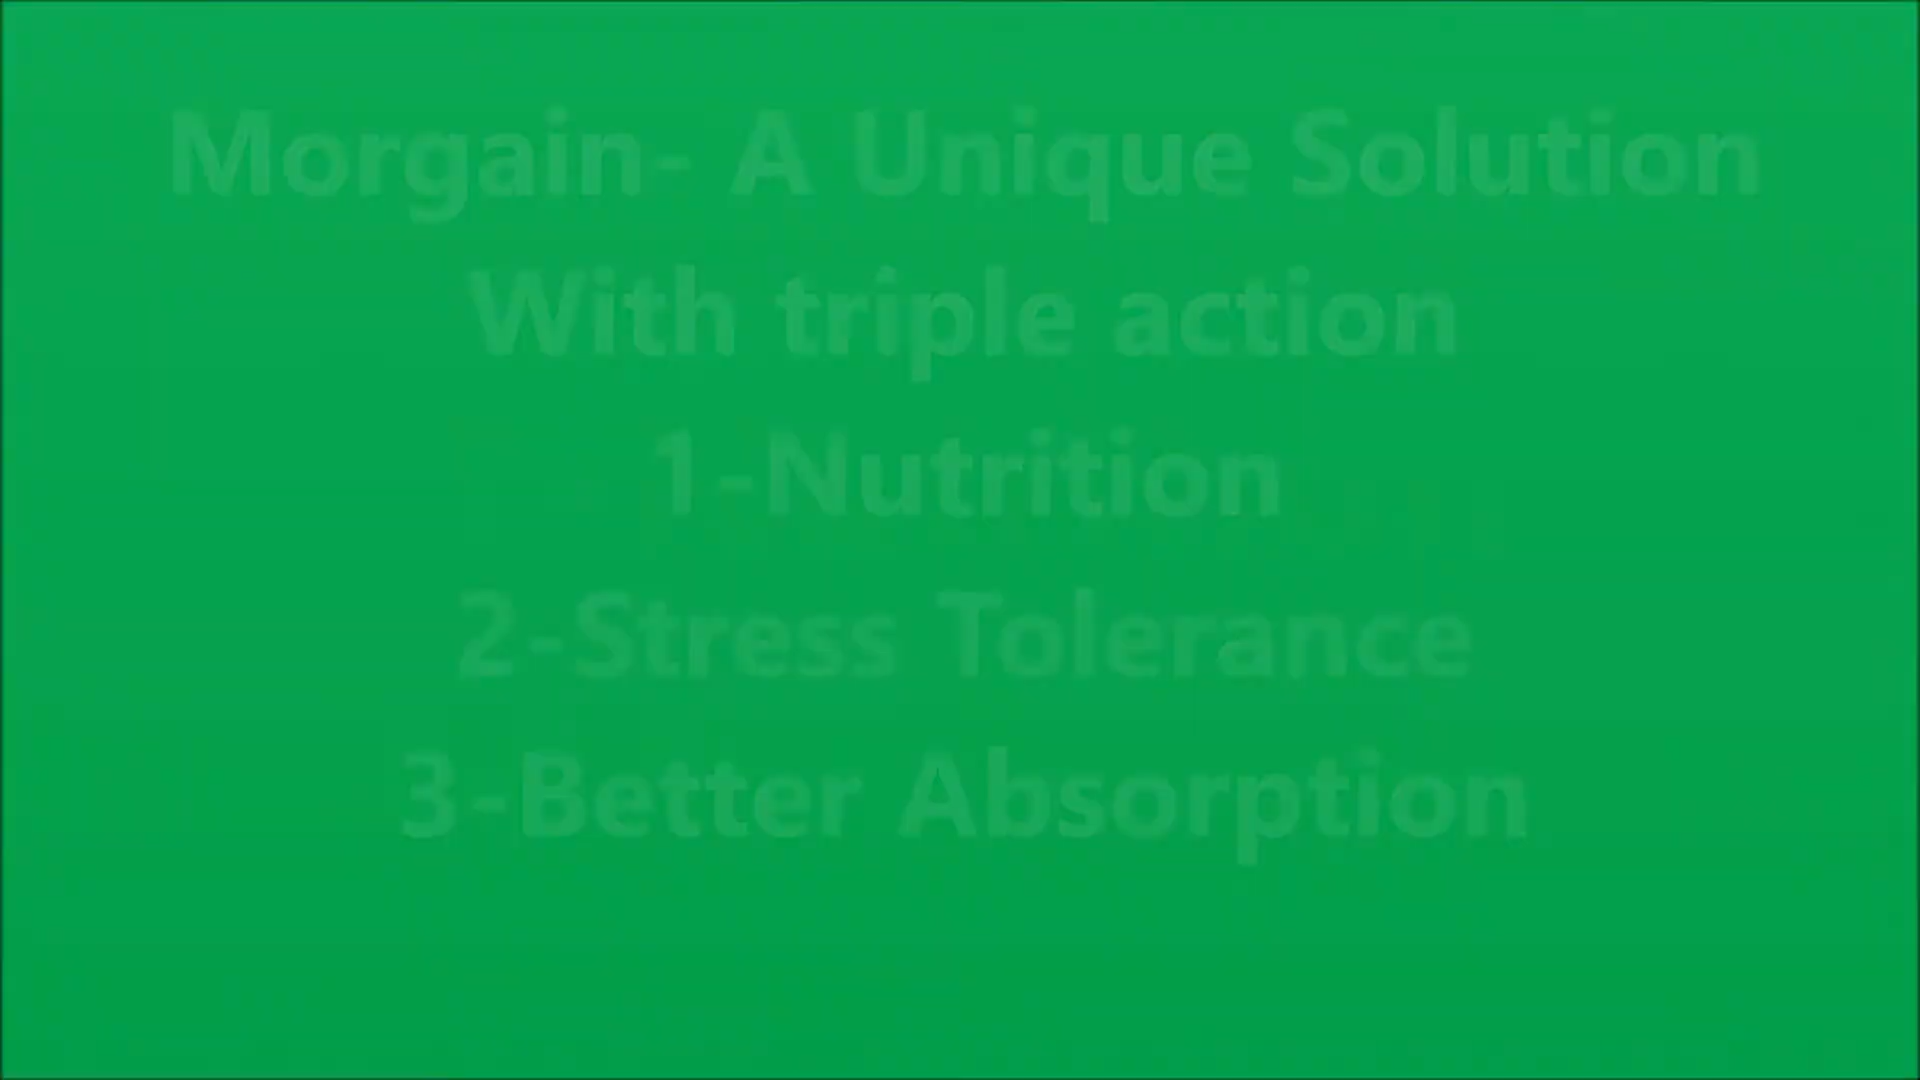 Morgain- A Unique Solution
With triple action
1-Nutrition
2-Stress Tolerance
3-Better Absorption